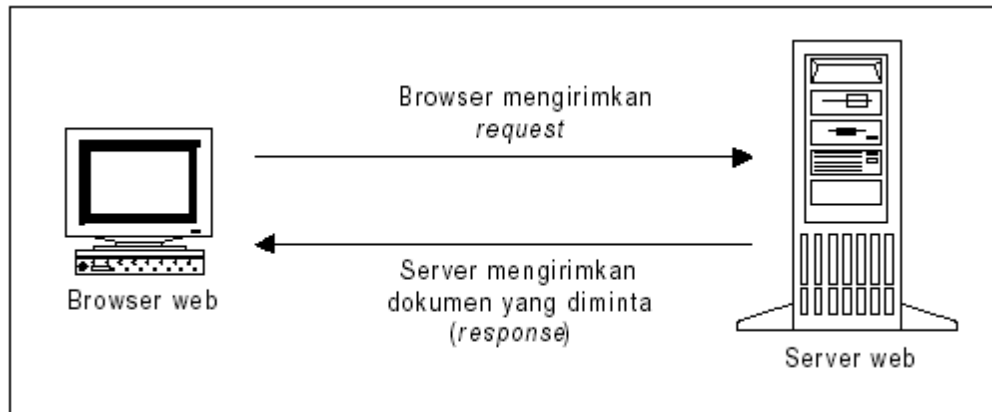 Browser mengirimkan
request
Browser web
Server mengirimkan
dokumen yang diminta
(response)
Server web